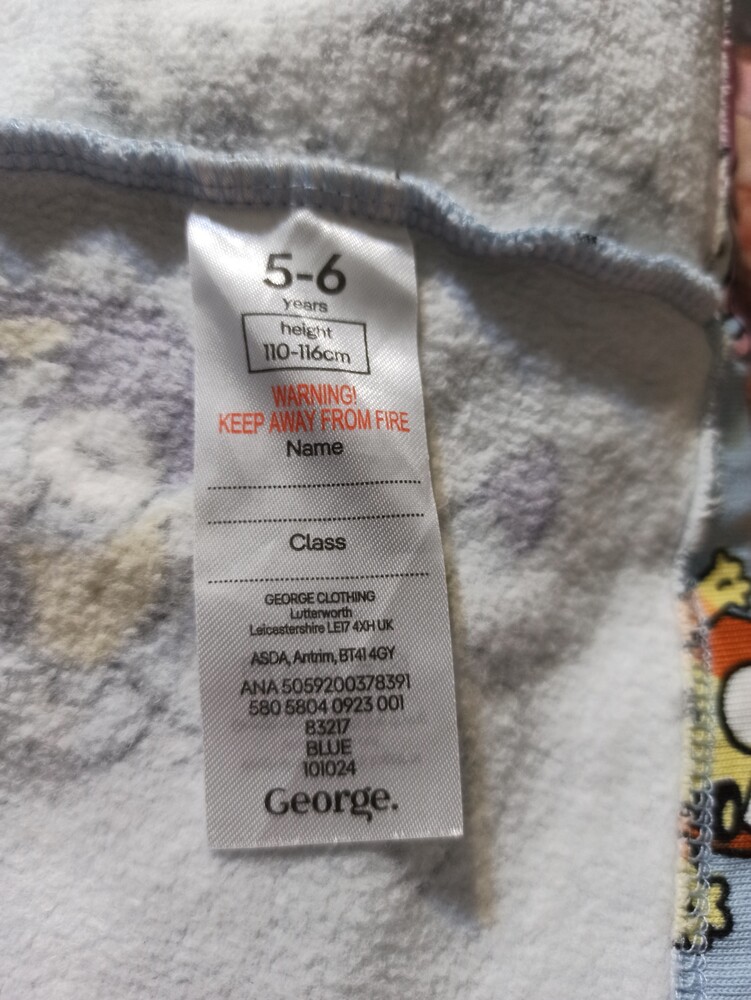 5-6
years
height
110-116cm
WARNING!
KEEP AWAY FROM FIRE
Name
Class
GEORGE CLOTHING
Lutterworth
Leicestershire LE17 4XH UK
ASDA, Antrim, BT41 4GY
ANA 5059200378391
580 5804 0923 001
83217
BLUE
101024
George.